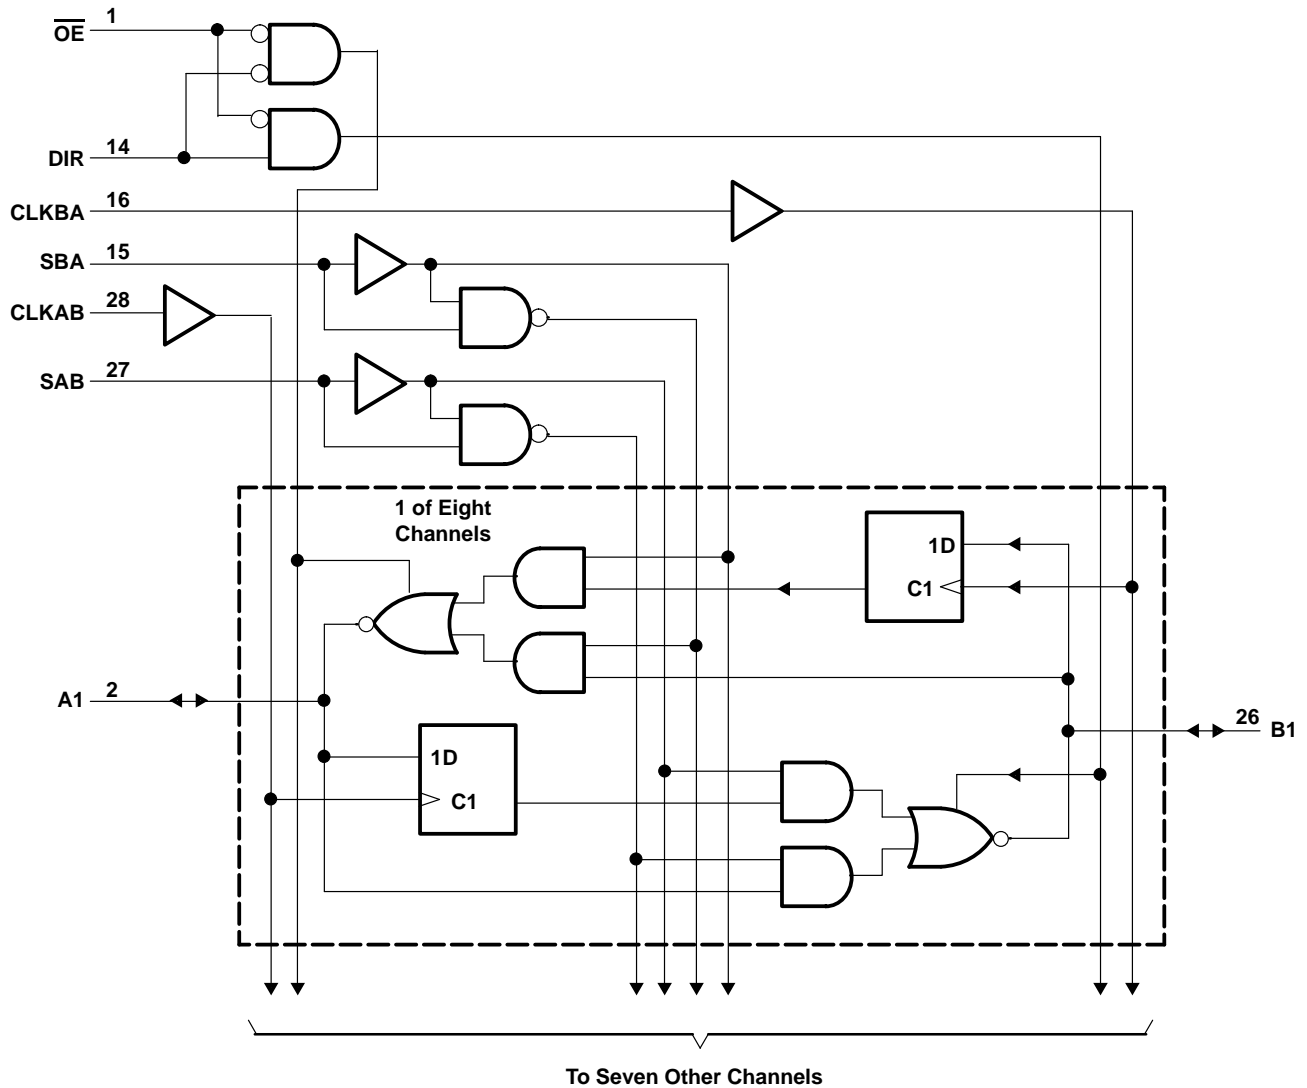 OE 1
DIR 14
CLKBA 16
SBA 15
CLKAB 28
SAB 27
1 of Eight
Channels
1D
C1
A1 2
26 B1
1D
C1
To Seven Other Channels